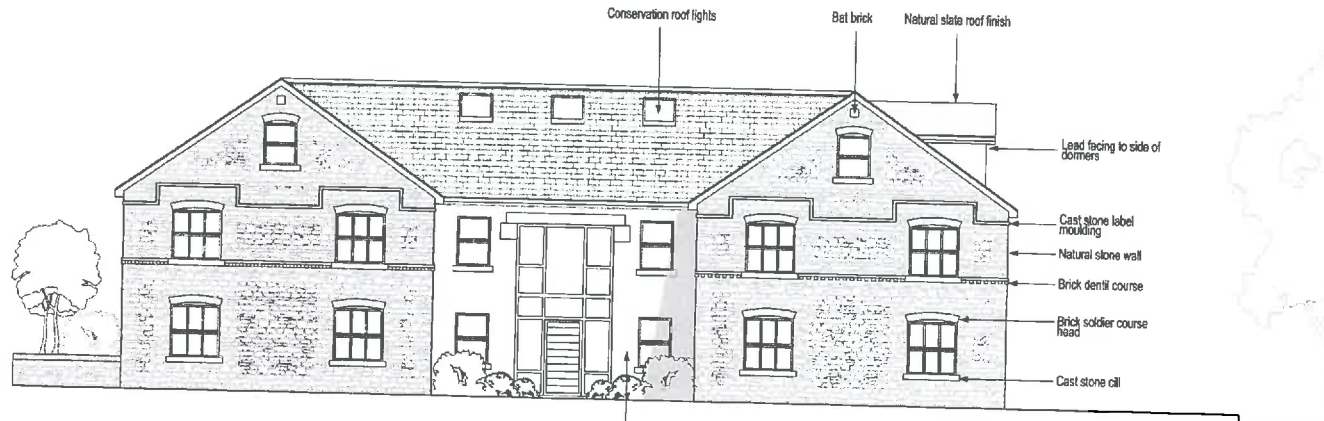 Conservation roof lights
Bat brick
Natural slate roof finish
Lead facing to side of
dormers
Cast stone label
moulding
Natural stone wall
Brick dentil course
Brick soldier course
head
Cast stone cill